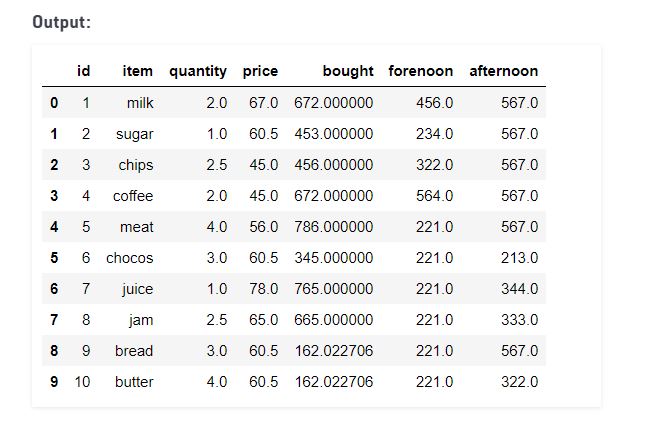 Output:
id item quantity price bought forenoon afternoon
0 1 milk 2.0 67.0 672.000000 456.0 567.0
1 2 sugar 1.0 60.5 453.000000 234.0 567.0
2 3 chips 2.5 45.0 456.000000 322.0 567.0
3 4 coffee 2.0 45.0 672.000000 564.0 567.0
4 5 meat 4.0 56.0 786.000000 221.0 567.0
5 6 chocos 3.0 60.5 345.000000 221.0 213.0
6 7 juice 1.0 78.0 765.000000 221.0 344.0
7 8 jam 2.5 65.0 665.000000 221.0 333.0
8 9 bread 3.0 60.5 162.022706 221.0 567.0
9 10 butter 4.0 60.5 162.022706 221.0 322.0